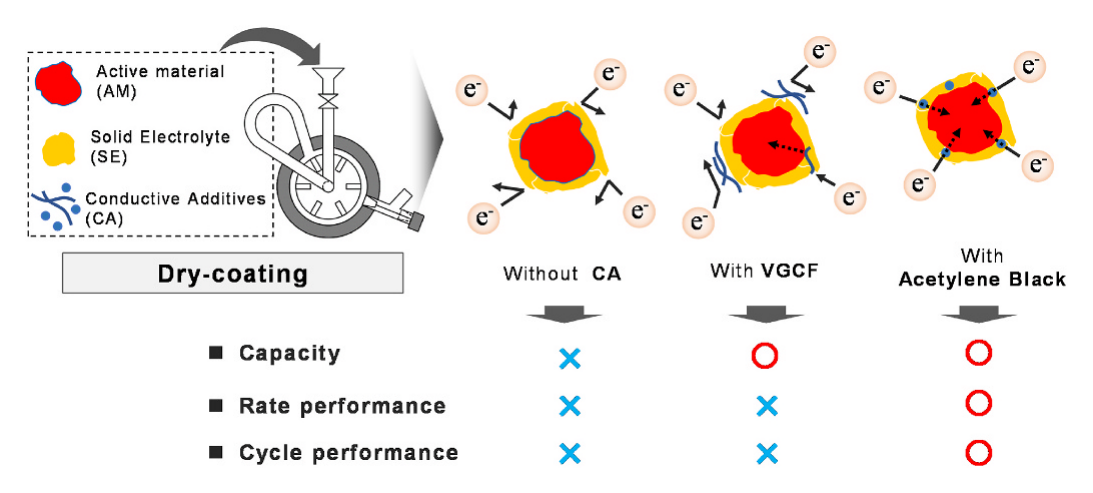 Active material
(AM)
Solid Electrolyte
(SE)
Conductive Additives
(CA)
Dry-coating
e-
e-
e-
e-
Without CA
e-
e-
e-
e-
With VGCF
e-
e-
e-
e-
With
Acetylene Black
■ Capacity × ○ ○
■ Rate performance × × ○
■ Cycle performance × × ○